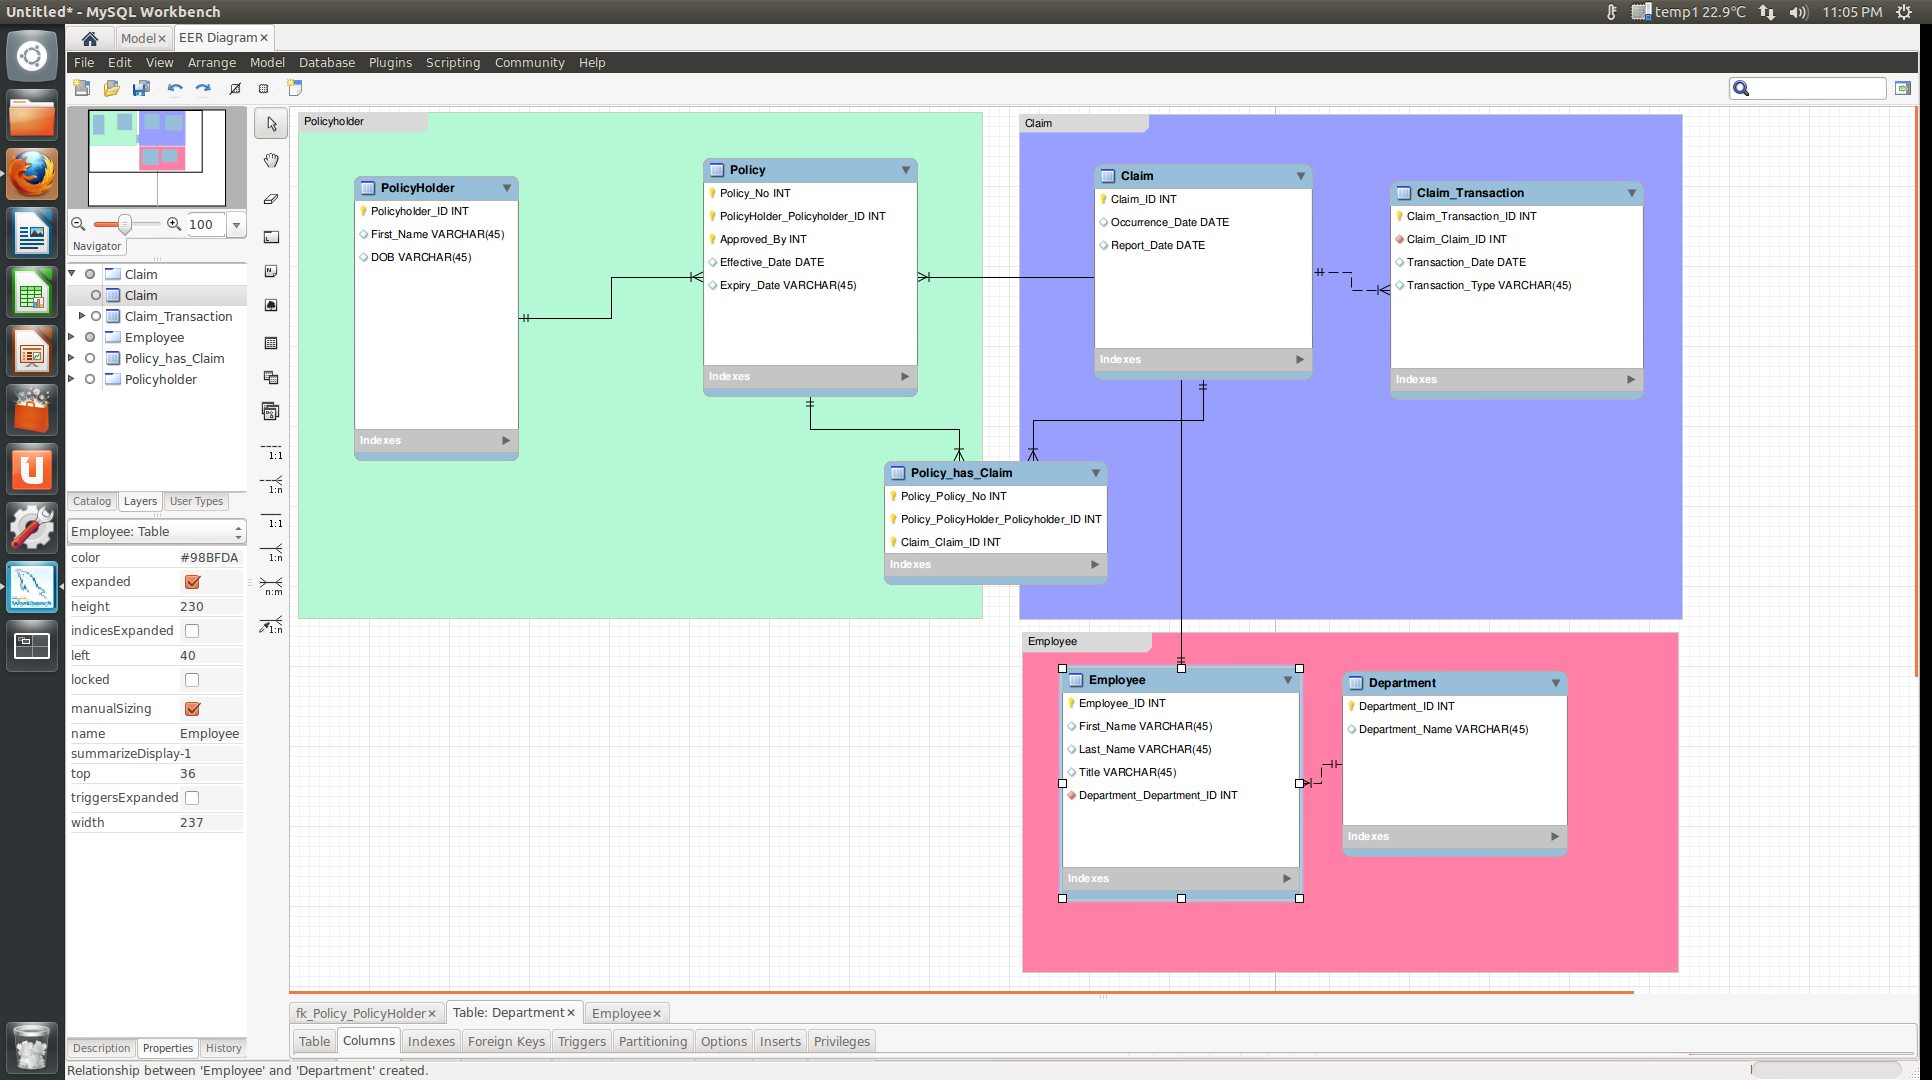 Untitled* - MySQL Workbench
temp1 22.9°C
11:05 PM
Model×
EER Diagram×
File Edit View Arrange Model Database Plugins Scripting Community Help
100
Navigator
Claim
Claim
Claim_Transaction
Employee
Policy_has_Claim
Policyholder
Catalog Layers User Types
Employee: Table
color #98BFDA
expanded
height 230
indicesExpanded
left 40
locked
manualSizing
name Employee
summarizeDisplay-1
top 36
triggersExpanded
width 237
Description Properties History
1:1
1:n
1:1
1:n
n:m
1:n
Policyholder
PolicyHolder
Policyholder_ID INT
First_Name VARCHAR(45)
DOB VARCHAR(45)
Indexes
Policy
Policy_No INT
PolicyHolder_Policyholder_ID INT
Approved_By INT
Effective_Date DATE
Expiry_Date VARCHAR(45)
Indexes
Claim
Claim
Claim_ID INT
Occurrence_Date DATE
Report_Date DATE
Indexes
Claim_Transaction
Claim_Transaction_ID INT
Claim_Claim_ID INT
Transaction_Date DATE
Transaction_Type VARCHAR(45)
Indexes
Policy_has_Claim
Policy_Policy_No INT
Policy_PolicyHolder_Policyholder_ID INT
Claim_Claim_ID INT
Indexes
Employee
Employee
Employee_ID INT
First_Name VARCHAR(45)
Last_Name VARCHAR(45)
Title VARCHAR(45)
Department_Department_ID INT
Indexes
Department
Department_ID INT
Department_Name VARCHAR(45)
Indexes
fk_Policy_PolicyHolder×
Table: Department×
Employee×
Table Columns Indexes Foreign Keys Triggers Partitioning Options Inserts Privileges
Relationship between 'Employee' and 'Department' created.